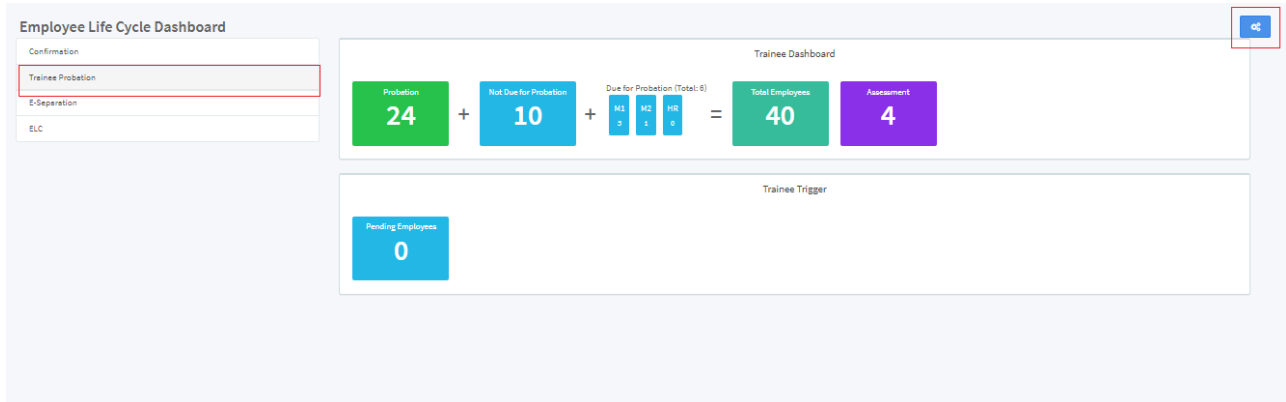 Employee Life Cycle Dashboard
Confirmation
Trainee Probation
E-Separation
ELC
Trainee Dashboard
Probation
24
+
Not Due for Probation
10
+
Due for Probation (Total: 6)
M1 M2 HR
1 0
=
Total Employees
40
Assessment
4
Trainee Trigger
Pending Employees
0